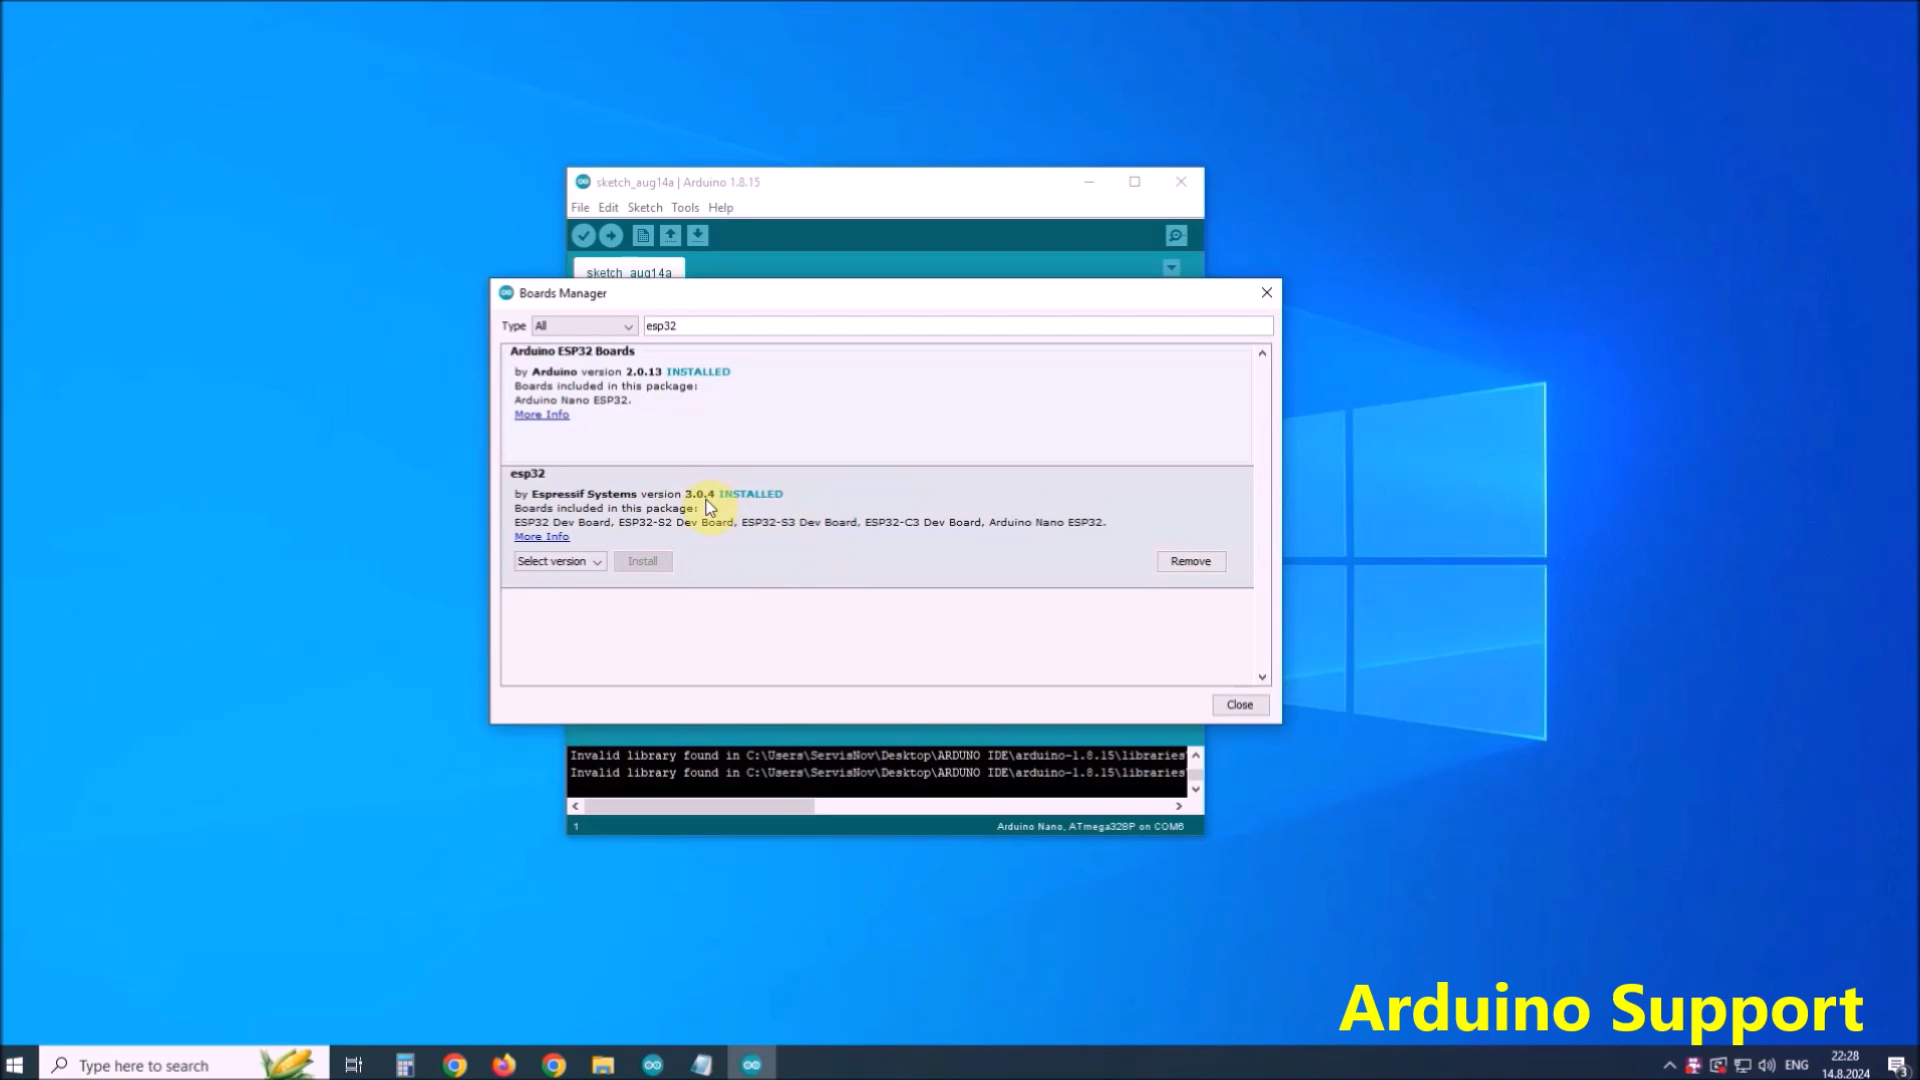 sketch_aug14a | Arduino 1.8.15
File Edit Sketch Tools Help
sketch_aug14a
Boards Manager
Type All esp32
Arduino ESP32 Boards
by Arduino version 2.0.13 INSTALLED
Boards included in this package:
Arduino Nano ESP32.
More Info
esp32
by Espressif Systems version 3.0.4 INSTALLED
Boards included in this package:
ESP32 Dev Board, ESP32-S2 Dev Board, ESP32-S3 Dev Board, ESP32-C3 Dev Board, Arduino Nano ESP32.
More Info
Select version Install Remove
Close
Invalid library found in C:\Users\ServisNov\Desktop\ARDUNO IDE\arduino-1.8.15\libraries
Invalid library found in C:\Users\ServisNov\Desktop\ARDUNO IDE\arduino-1.8.15\libraries
1 Arduino Nano, ATmega328P on COM6
Arduino Support
Type here to search
ENG
22:28
14.8.2024
3